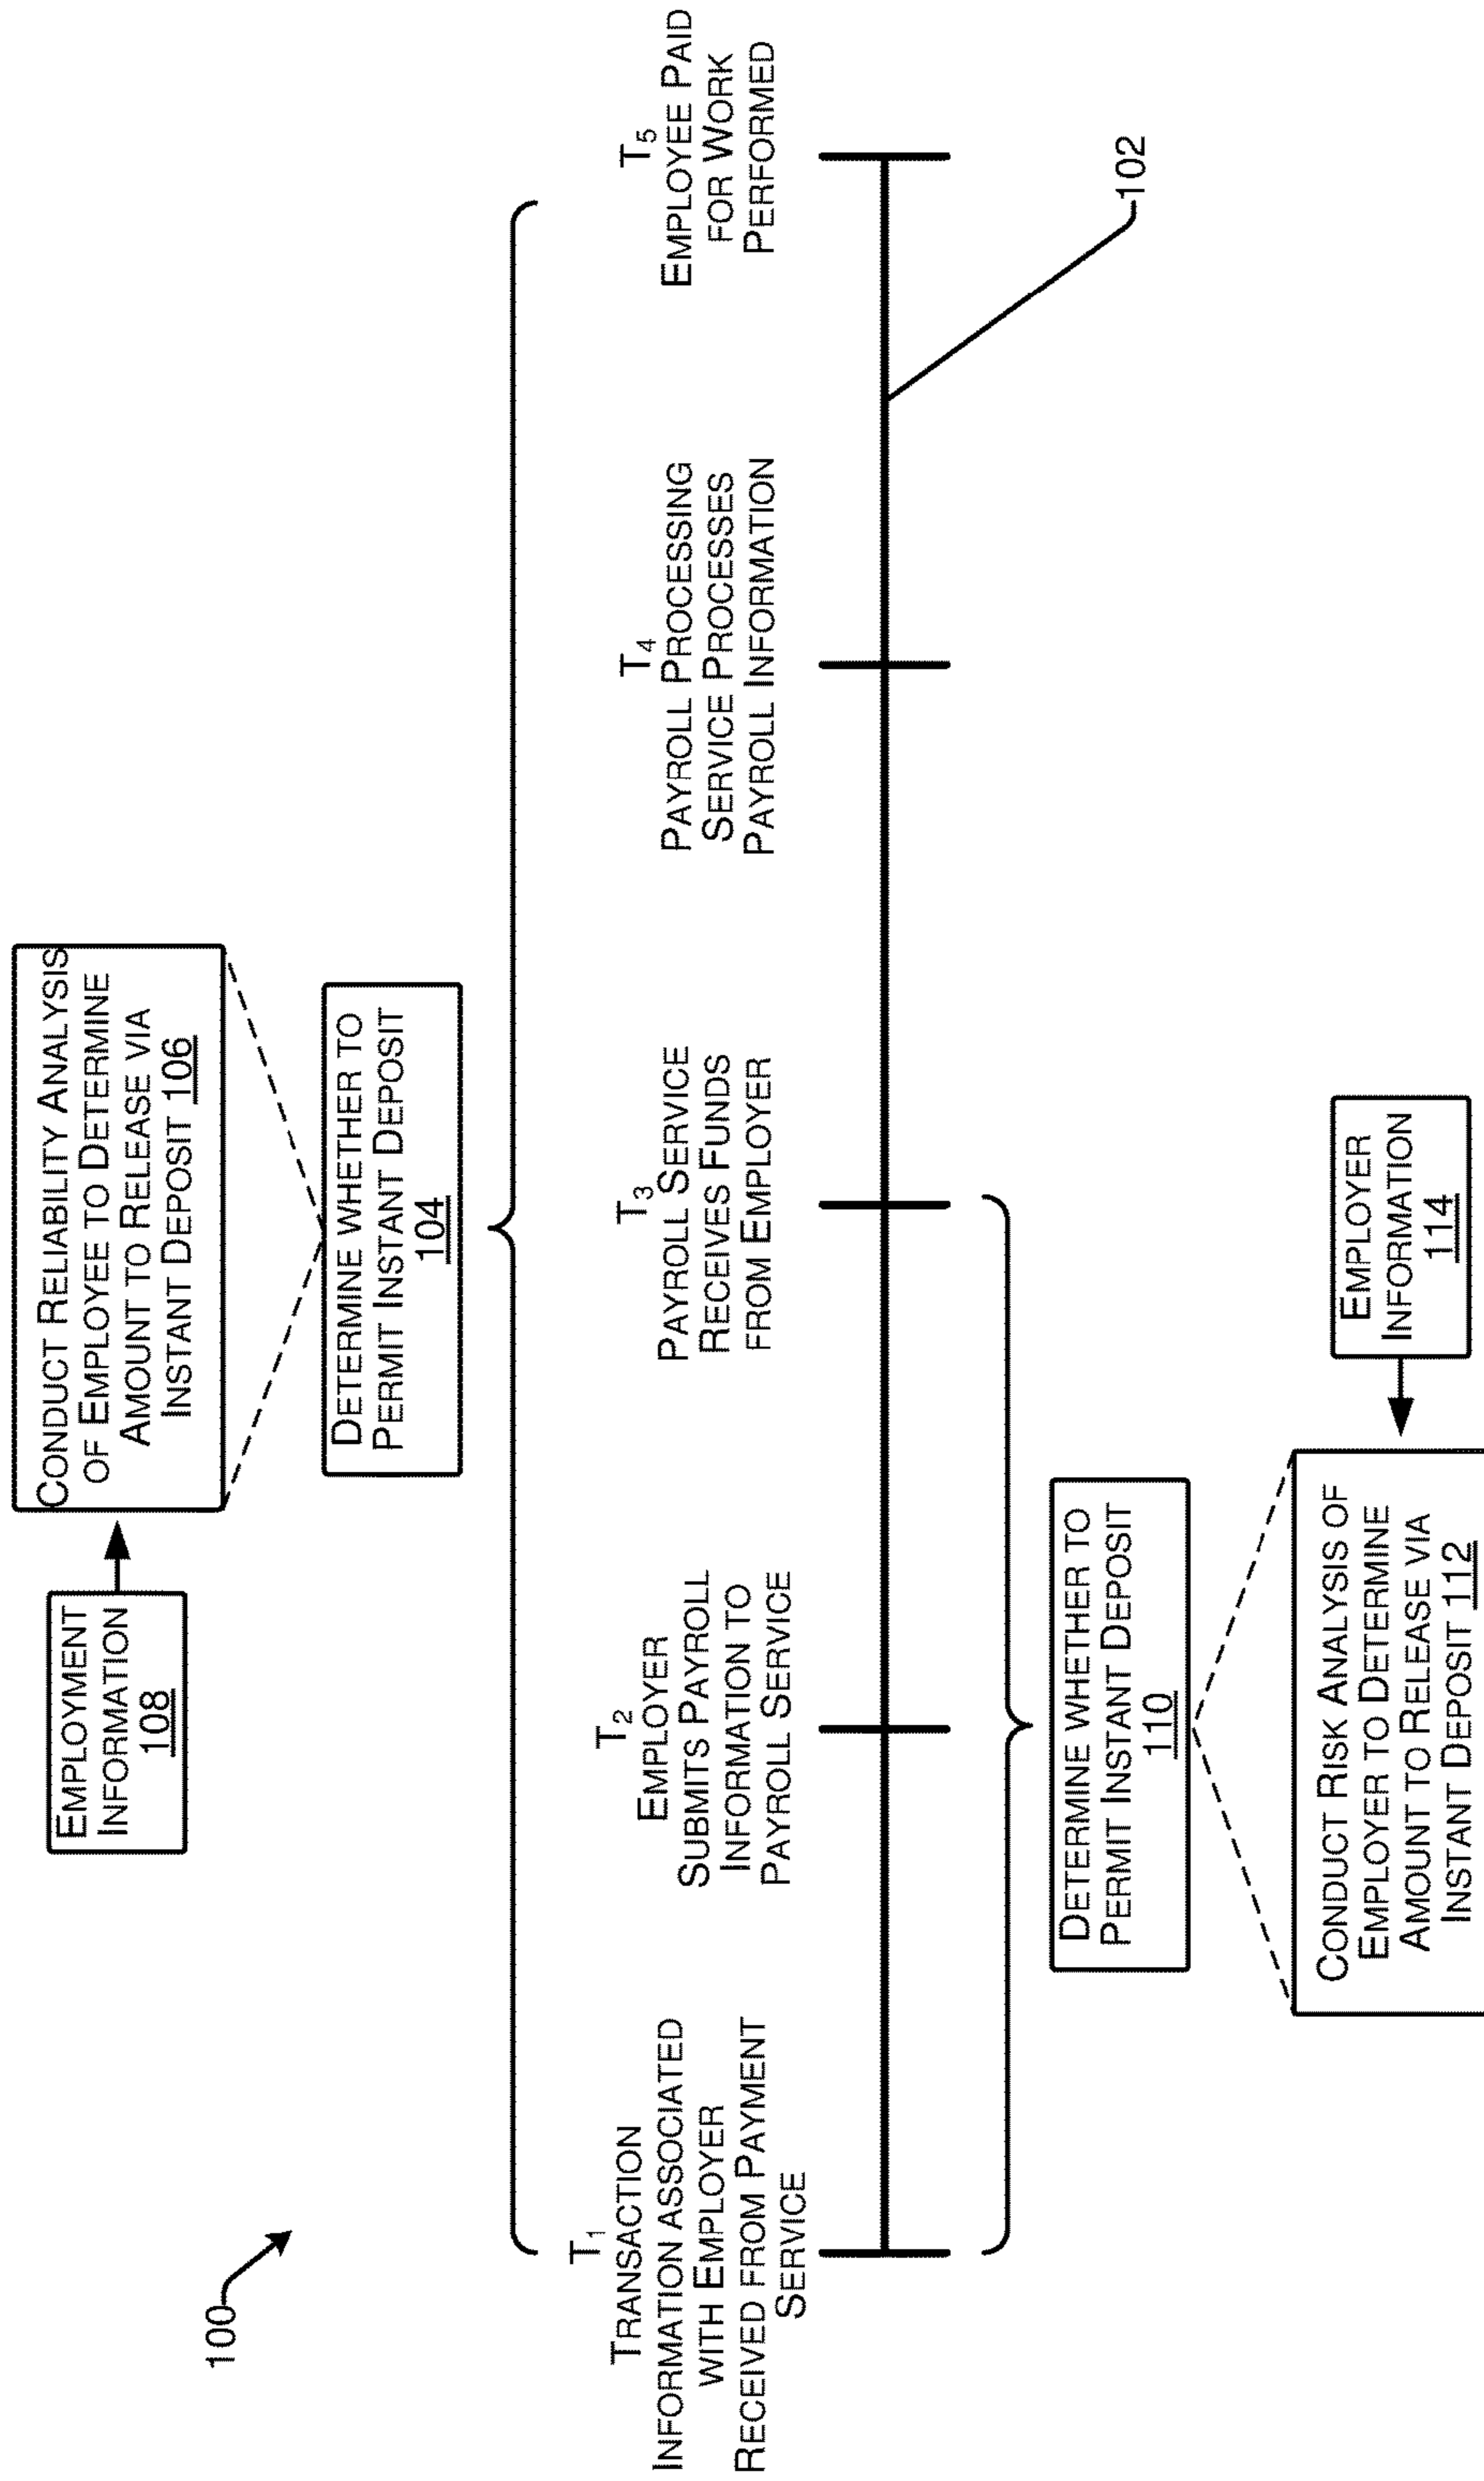 100
EMPLOYMENT
INFORMATION
108
CONDUCT RELIABILITY ANALYSIS
OF EMPLOYEE TO DETERMINE
AMOUNT TO RELEASE VIA
INSTANT DEPOSIT 106
DETERMINE WHETHER TO
PERMIT INSTANT DEPOSIT
104
T1
TRANSACTION
INFORMATION ASSOCIATED
WITH EMPLOYER
RECEIVED FROM PAYMENT
SERVICE
T2
EMPLOYER
SUBMITS PAYROLL
INFORMATION TO
PAYROLL SERVICE
T3
PAYROLL SERVICE
RECEIVES FUNDS
FROM EMPLOYER
T4
PAYROLL PROCESSING
SERVICE PROCESSES
PAYROLL INFORMATION
T5
EMPLOYEE PAID
FOR WORK
PERFORMED
102
DETERMINE WHETHER TO
PERMIT INSTANT DEPOSIT
110
CONDUCT RISK ANALYSIS OF
EMPLOYER TO DETERMINE
AMOUNT TO RELEASE VIA
INSTANT DEPOSIT 112
EMPLOYER
INFORMATION
114